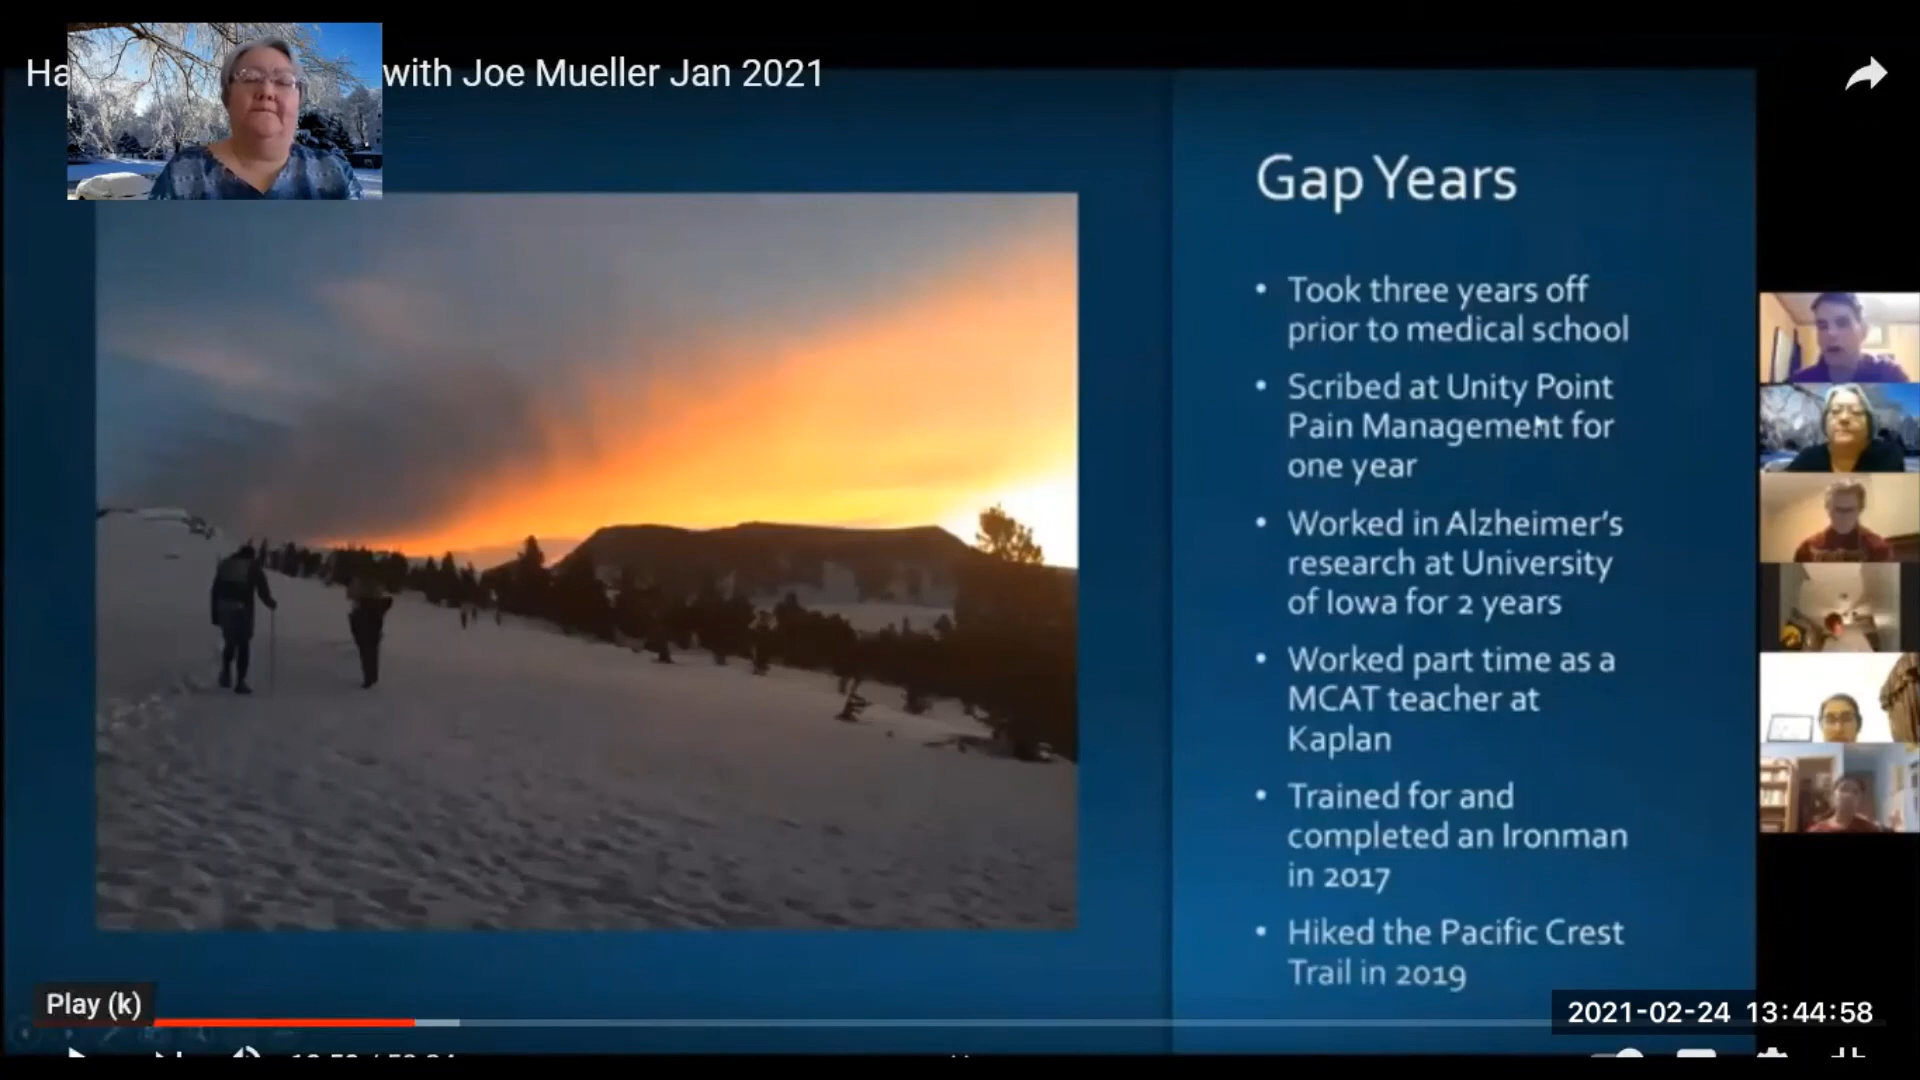 Ha with Joe Mueller Jan 2021
Gap Years
• Took three years off
prior to medical school
• Scribed at Unity Point
Pain Management for
one year
• Worked in Alzheimer's
research at University
of Iowa for 2 years
• Worked part time as a
MCAT teacher at
Kaplan
• Trained for and
completed an Ironman
in 2017
• Hiked the Pacific Crest
Trail in 2019
Play (k)
2021-02-24 13:44:58